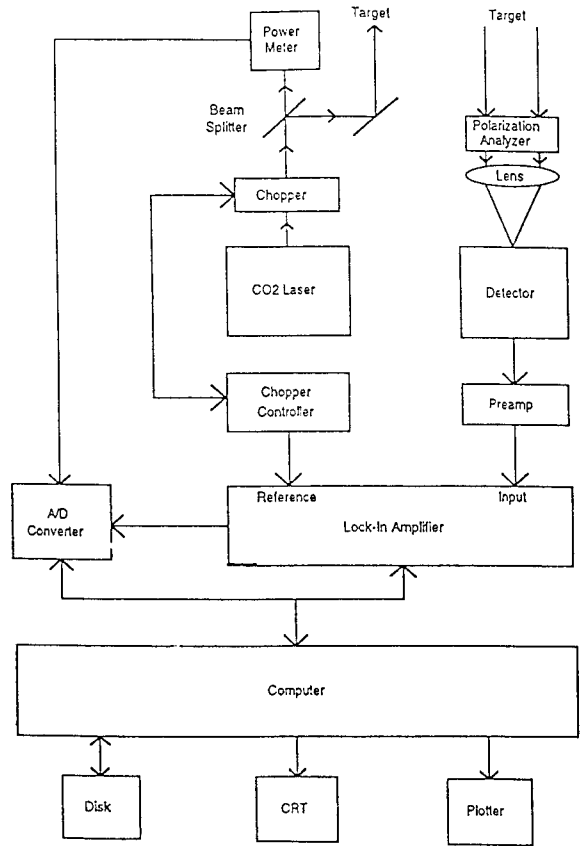 Target
Target
Power
Meter
Beam
Splitter
Polarization
Analyzer
Lens
Chopper
CO2 Laser
Detector
Chopper
Controller
Preamp
Reference
Input
A/D
Converter
Lock-In Amplifier
Computer
Disk
CRT
Plotter